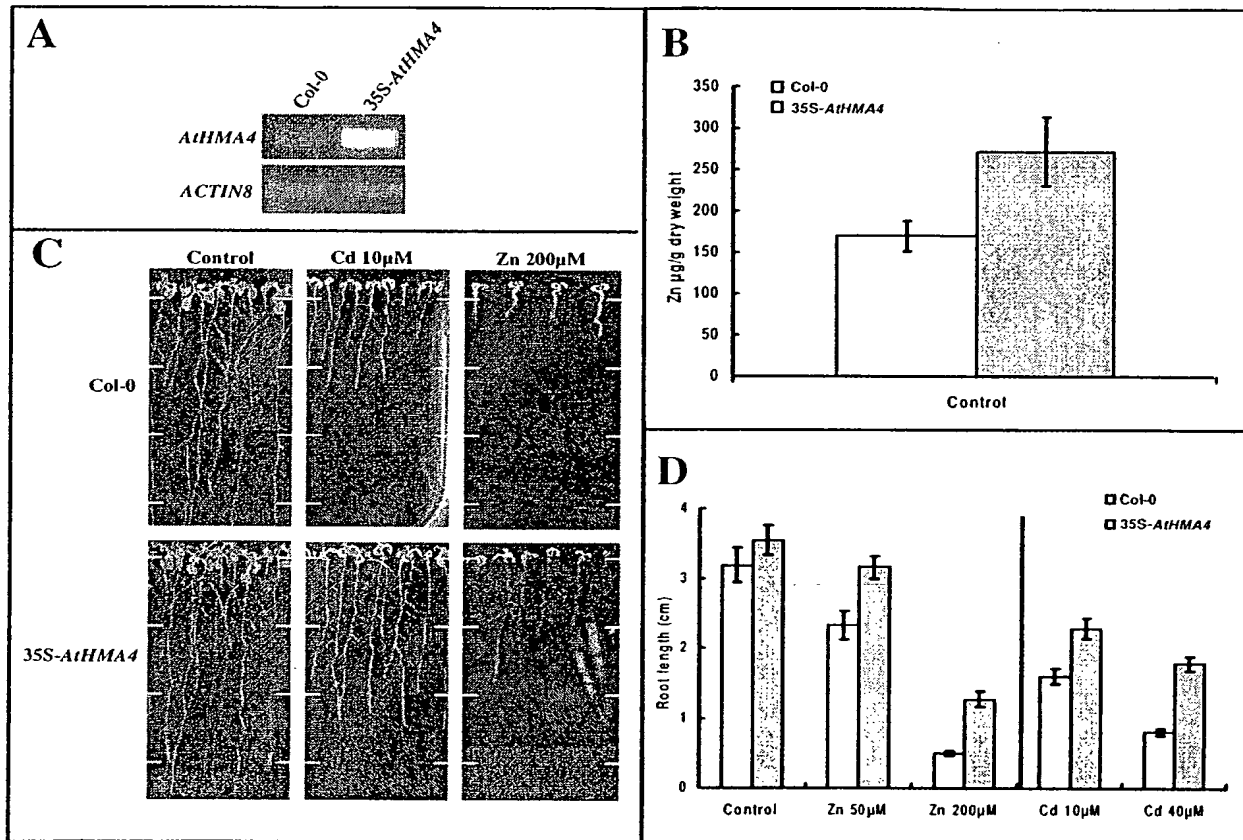 A
Col-0
35S-AtHMA4
AtHMA4
ACTIN8
B
Col-0
35S-AtHMA4
350
300
250
200
150
100
50
0
Zn µg/g dry weight
Control
C
Control Cd 10µM Zn 200µM
Col-0
35S-AtHMA4
D
Col-0
35S-AtHMA4
4
3
2
1
0
Root length (cm)
Control Zn 50µM Zn 200µM Cd 10µM Cd 40µM